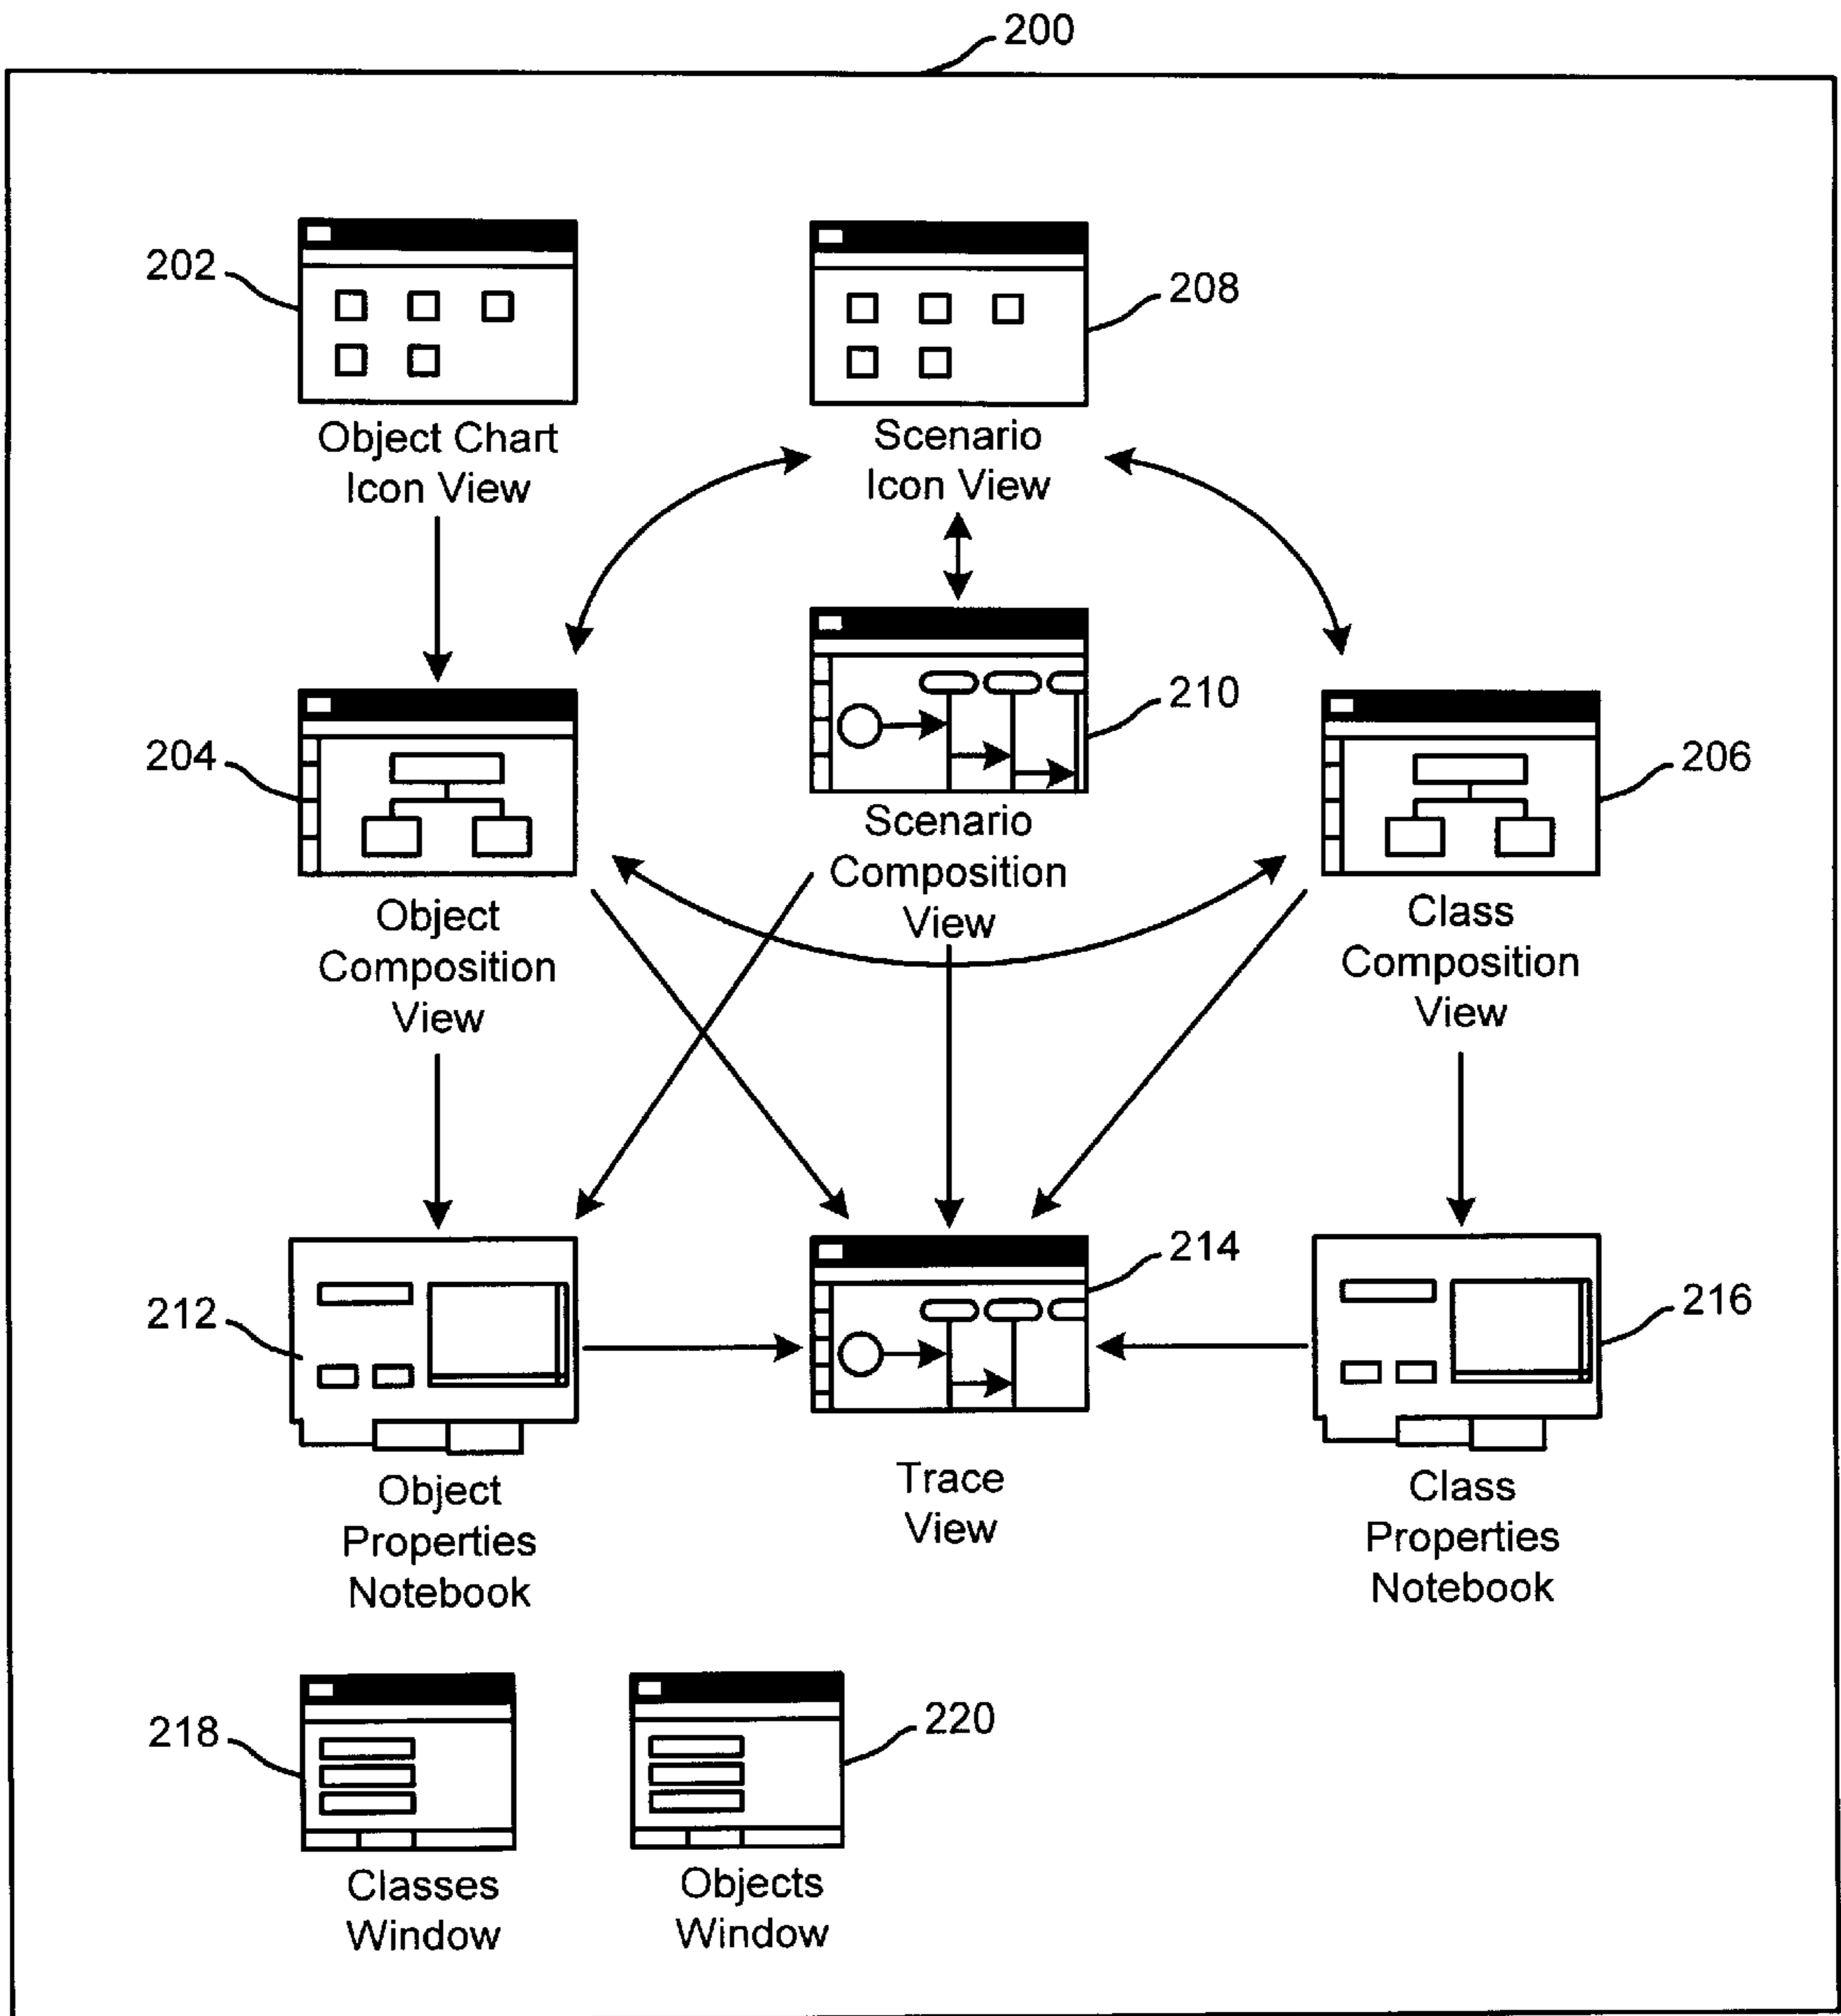 200
202
208
Object Chart
Icon View
Scenario
Icon View
210
204
206
Scenario
Composition
View
Object
Composition
View
Class
Composition
View
214
212
216
Object
Properties
Notebook
Trace
View
Class
Properties
Notebook
218
220
Classes
Window
Objects
Window